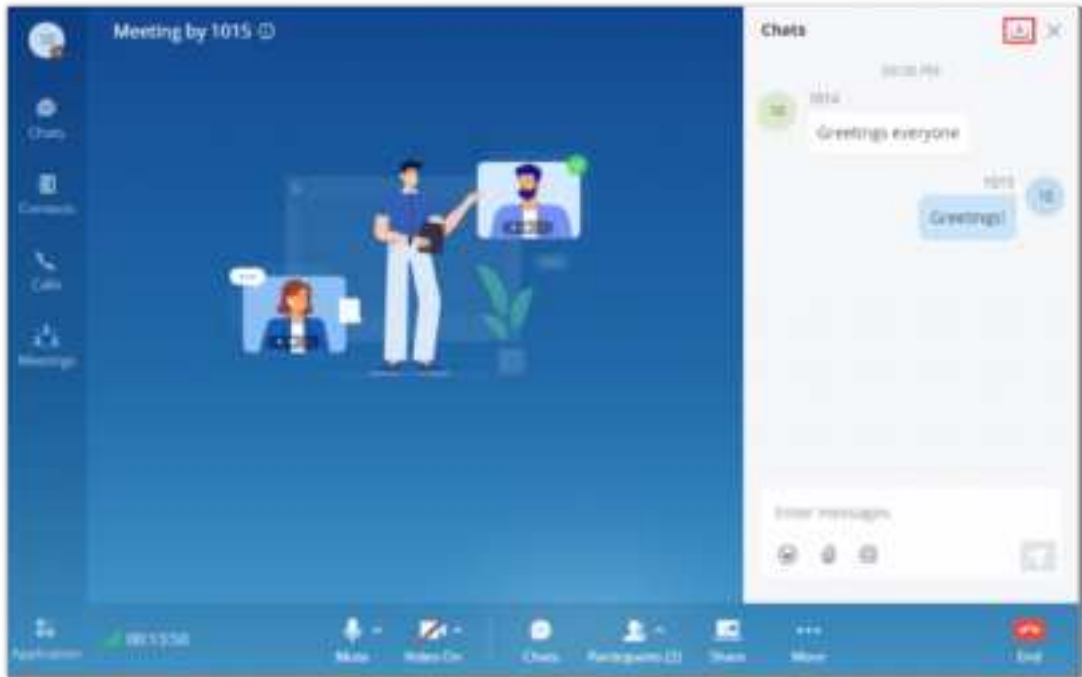 Meeting by 1015
Chats
1014
Greetings everyone
1015
Greetings!
Enter messages
Chats
Contacts
Calls
Meetings
Application
Mute
Video On
Chats
Participants (2)
Share
More
End